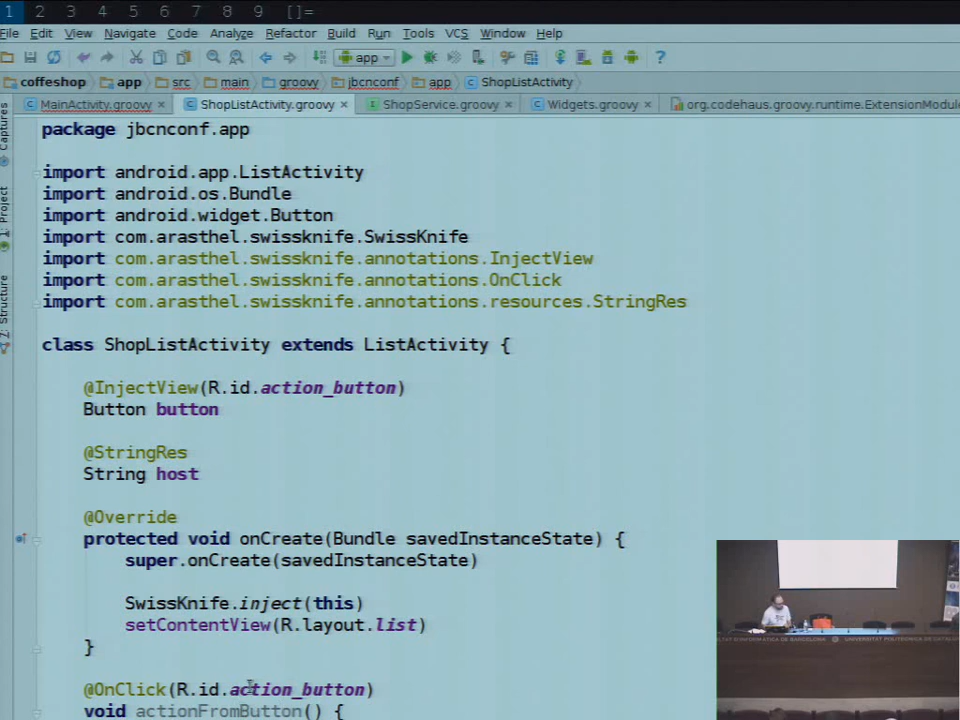 1 2 3 4 5 6 7 8 9 []=
File Edit View Navigate Code Analyze Refactor Build Run Tools VCS Window Help
app
coffeshop app src main groovy jbcnconf app ShopListActivity
MainActivity.groovy ShopListActivity.groovy ShopService.groovy Widgets.groovy org.codehaus.groovy.runtime.ExtensionModule
Captures
1: Project
7: Structure
package jbcnconf.app
import android.app.ListActivity
import android.os.Bundle
import android.widget.Button
import com.arasthel.swissknife.SwissKnife
import com.arasthel.swissknife.annotations.InjectView
import com.arasthel.swissknife.annotations.OnClick
import com.arasthel.swissknife.annotations.resources.StringRes
class ShopListActivity extends ListActivity {
@InjectView(R.id.action_button)
Button button
@StringRes
String host
@Override
protected void onCreate(Bundle savedInstanceState) {
super.onCreate(savedInstanceState)
SwissKnife.inject(this)
setContentView(R.layout.list)
}
@OnClick(R.id.action_button)
void actionFromButton() {